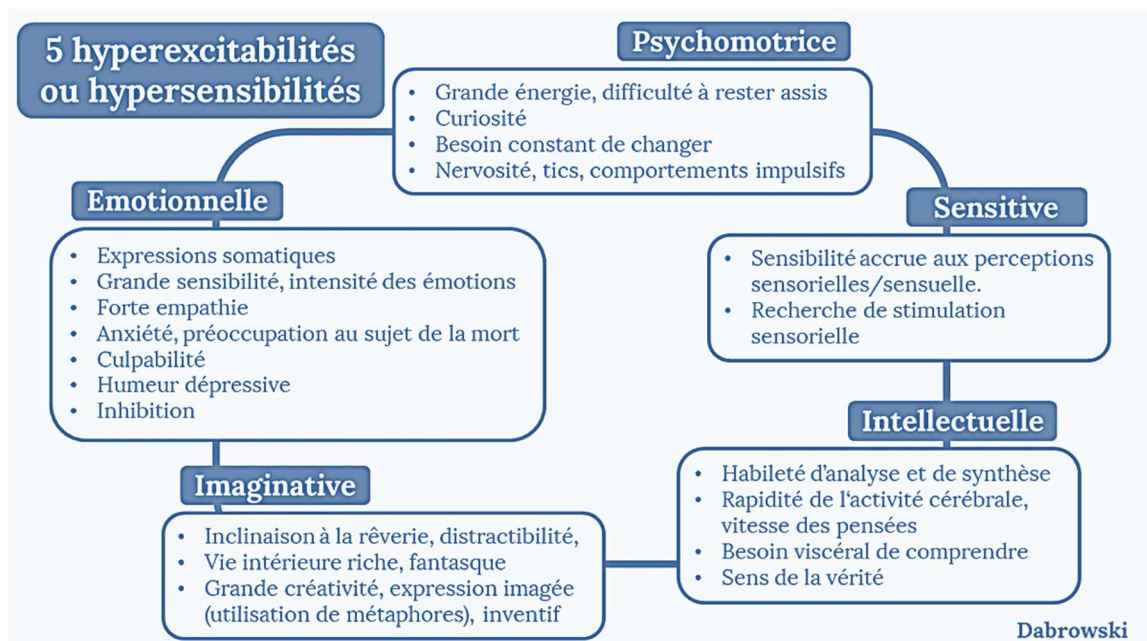 5 hyperexcitabilités
ou hypersensibilités
Psychomotrice
• Grande énergie, difficulté à rester assis
• Curiosité
• Besoin constant de changer
• Nervosité, tics, comportements impulsifs
Emotionnelle
• Expressions somatiques
• Grande sensibilité, intensité des émotions
• Forte empathie
• Anxiété, préoccupation au sujet de la mort
• Culpabilité
• Humeur dépressive
• Inhibition
Sensitive
• Sensibilité accrue aux perceptions
sensorielles/sensuelle.
• Recherche de stimulation
sensorielle
Imaginative
• Inclinaison à la rêverie, distractibilité,
• Vie intérieure riche, fantasque
• Grande créativité, expression imagée
(utilisation de métaphores), inventif
Intellectuelle
• Habileté d'analyse et de synthèse
• Rapidité de l‘activité cérébrale,
vitesse des pensées
• Besoin viscéral de comprendre
• Sens de la vérité
Dabrowski